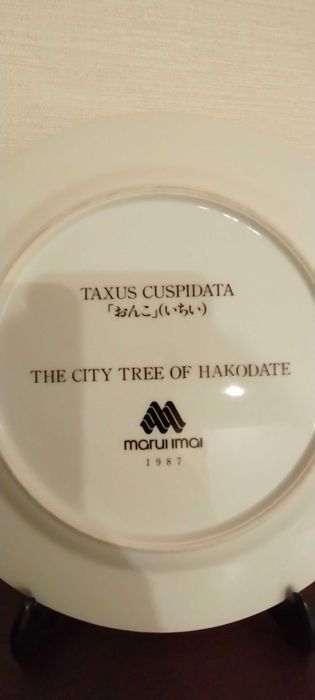 TAXUS CUSPIDATA
「おんこ」(いちい)
THE CITY TREE OF HAKODATE
marui imai
1987